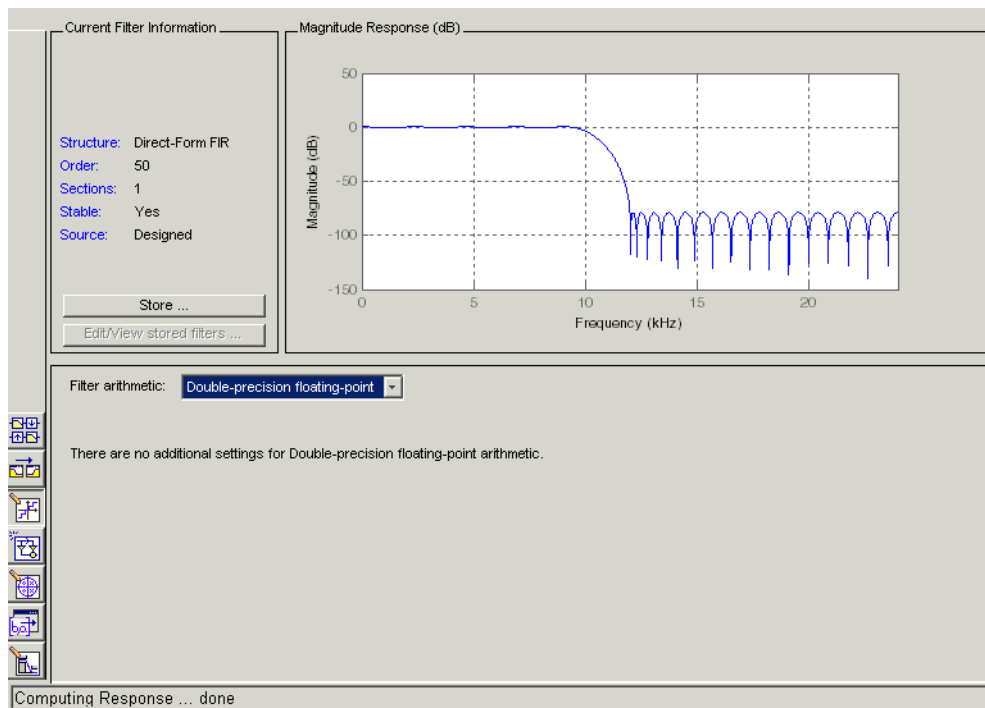 Current Filter Information
Structure: Direct-Form FIR
Order: 50
Sections: 1
Stable: Yes
Source: Designed
Store ...
Edit/View stored filters ...
Magnitude Response (dB)
Magnitude (dB)
50
0
-50
-100
-150
0 5 10 15 20
Frequency (kHz)
Filter arithmetic: Double-precision floating-point
There are no additional settings for Double-precision floating-point arithmetic.
[b,a]
Computing Response ... done